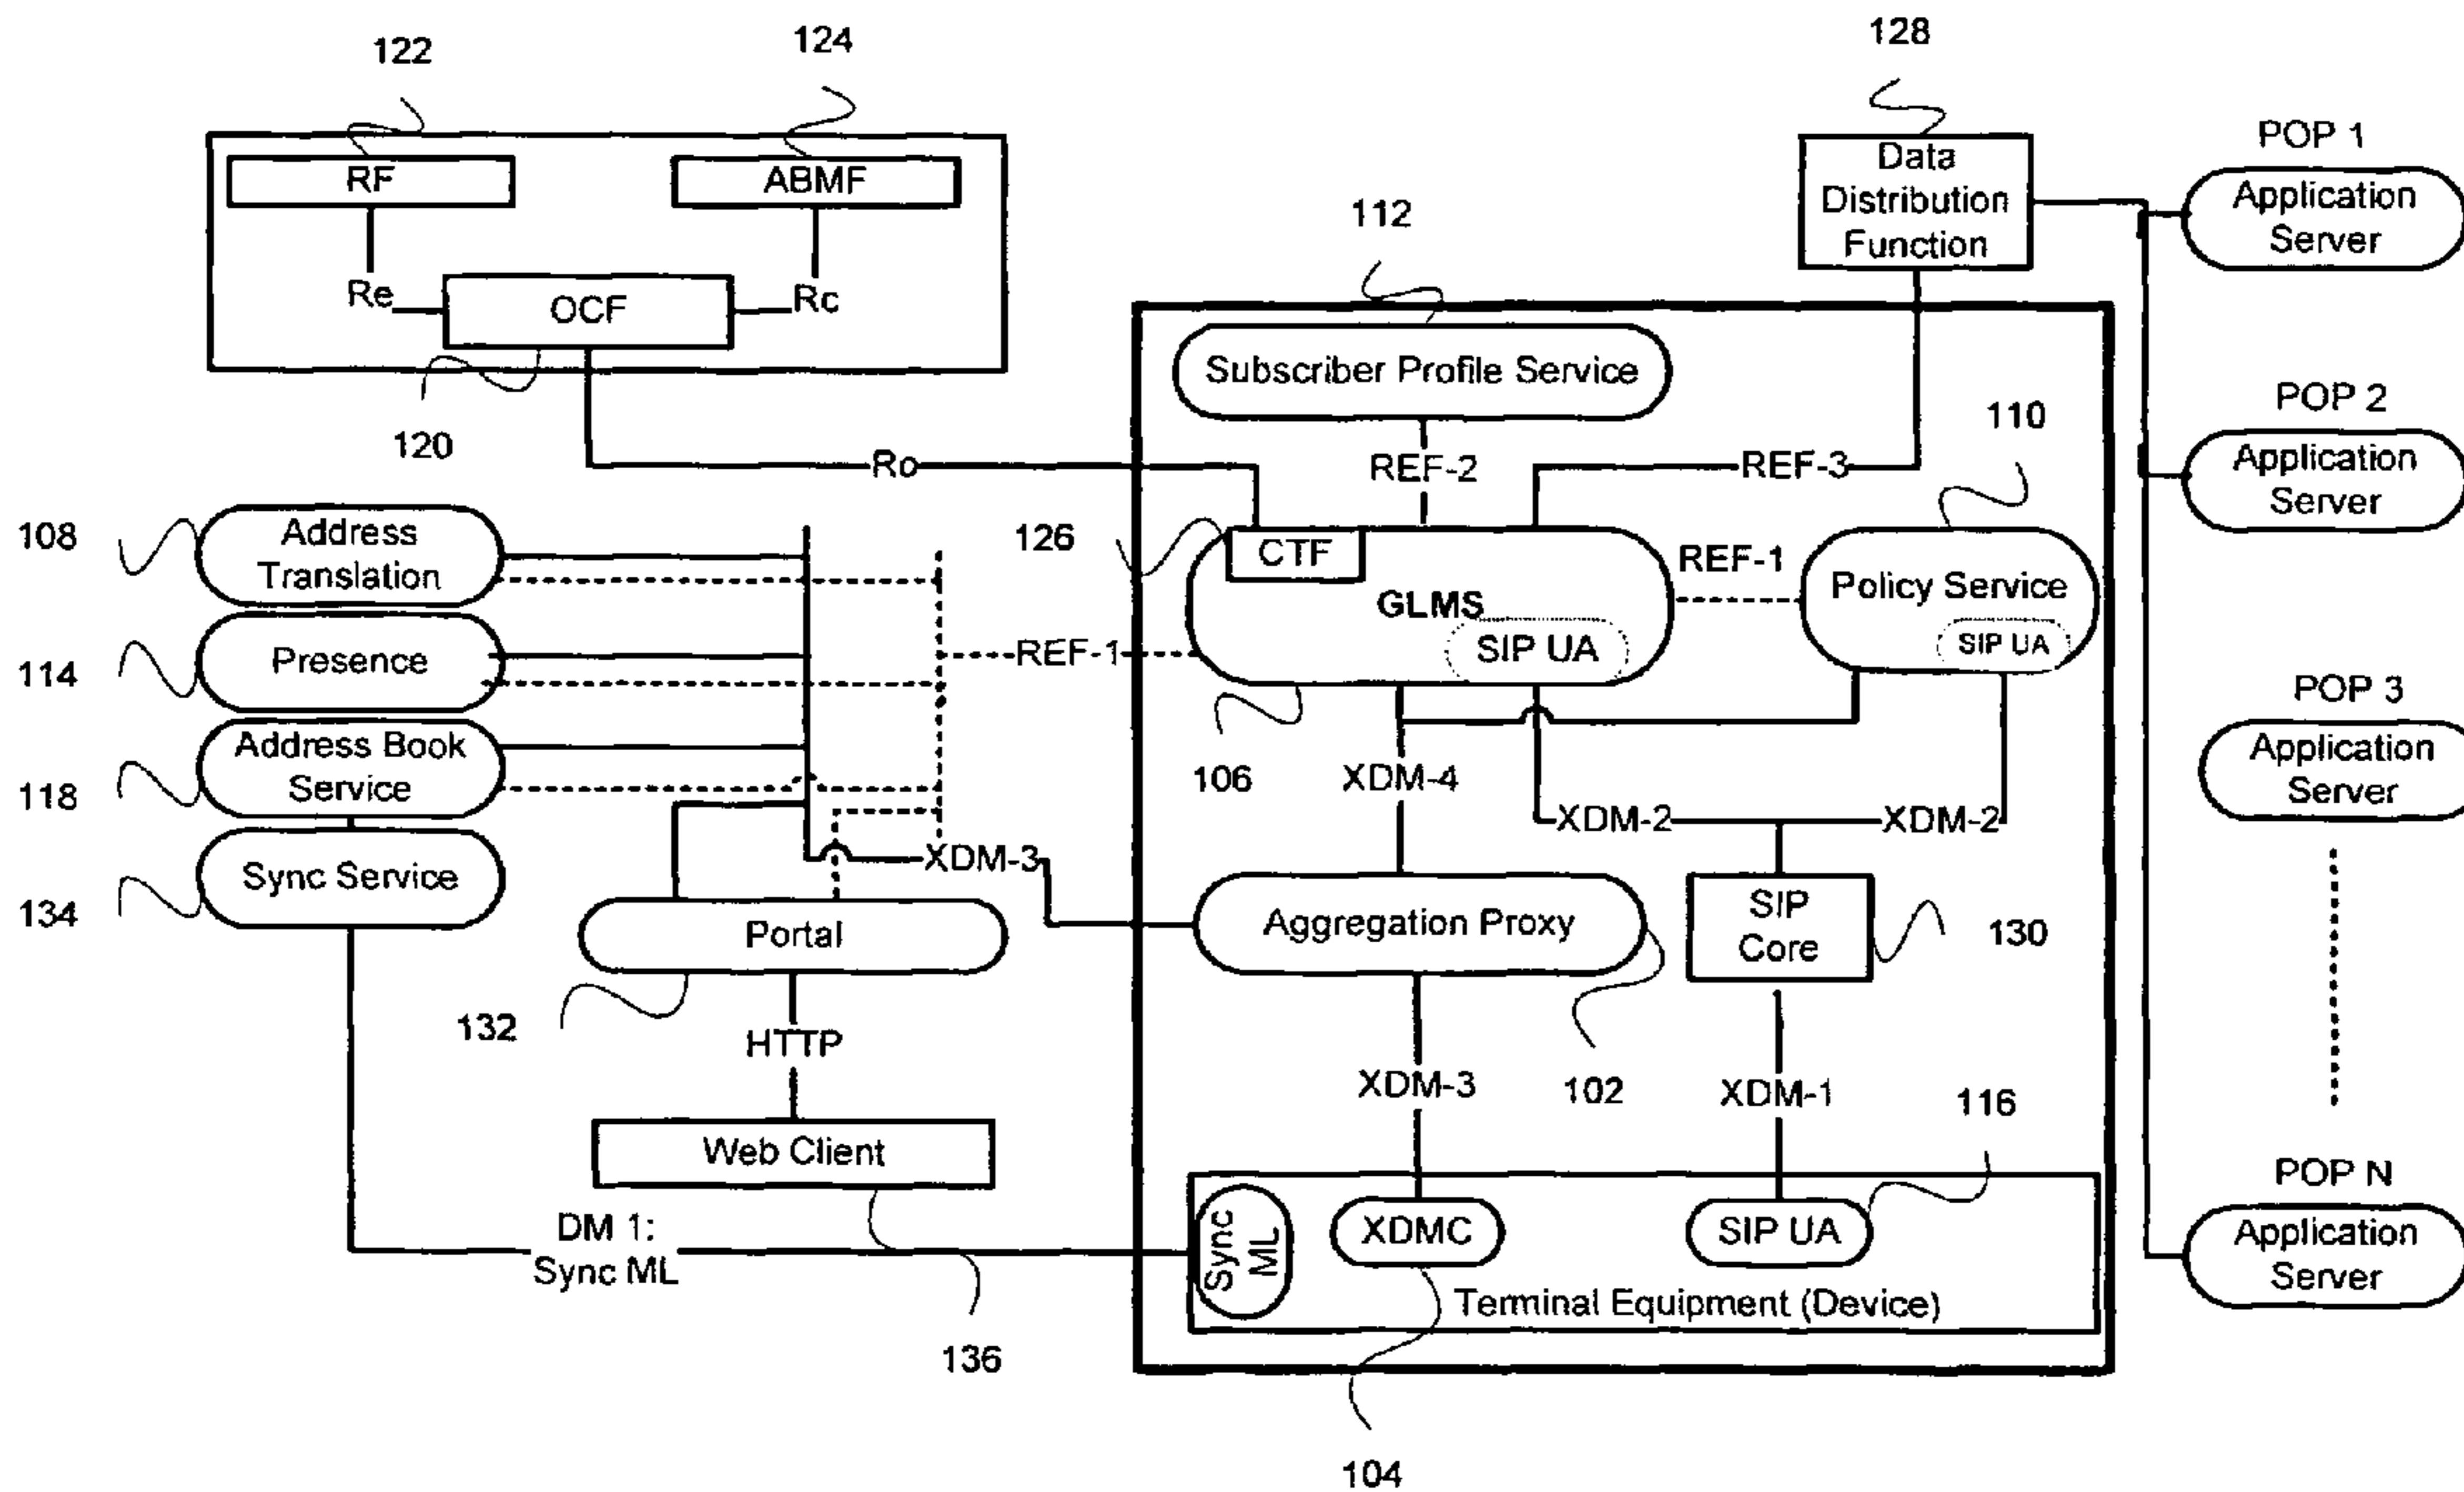 122
124
128
RF
ABMF
Data
Distribution
Function
POP 1
Application
Server
Re
OCF
Rc
112
Subscriber Profile Service
120
Ro
REF-2
REF-3
110
POP 2
Application
Server
108
Address
Translation
126
CTF
GLMS
SIP UA
REF-1
Policy Service
SIP UA
114
Presence
REF-1
POP 3
Application
Server
118
Address Book
Service
106
XDM-4
XDM-2
XDM-2
134
Sync Service
XDM-3
Portal
Aggregation Proxy
SIP
Core
130
132
HTTP
XDM-3
102
XDM-1
116
Web Client
POP N
Application
Server
DM 1:
Sync ML
Sync
ML
XDMC
SIP UA
Terminal Equipment (Device)
136
104